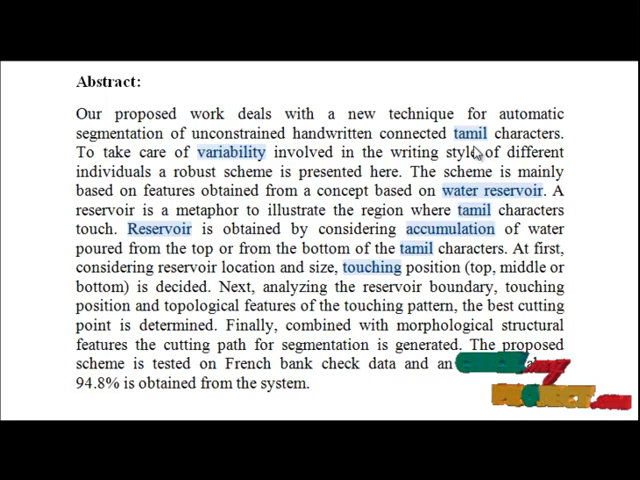 Abstract:
Our proposed work deals with a new technique for automatic
segmentation of unconstrained handwritten connected tamil characters.
To take care of variability involved in the writing style of different
individuals a robust scheme is presented here. The scheme is mainly
based on features obtained from a concept based on water reservoir. A
reservoir is a metaphor to illustrate the region where tamil characters
touch. Reservoir is obtained by considering accumulation of water
poured from the top or from the bottom of the tamil characters. At first,
considering reservoir location and size, touching position (top, middle or
bottom) is decided. Next, analyzing the reservoir boundary, touching
position and topological features of the touching pattern, the best cutting
point is determined. Finally, combined with morphological structural
features the cutting path for segmentation is generated. The proposed
scheme is tested on French bank check data and an
94.8% is obtained from the system.
PROJECT.com